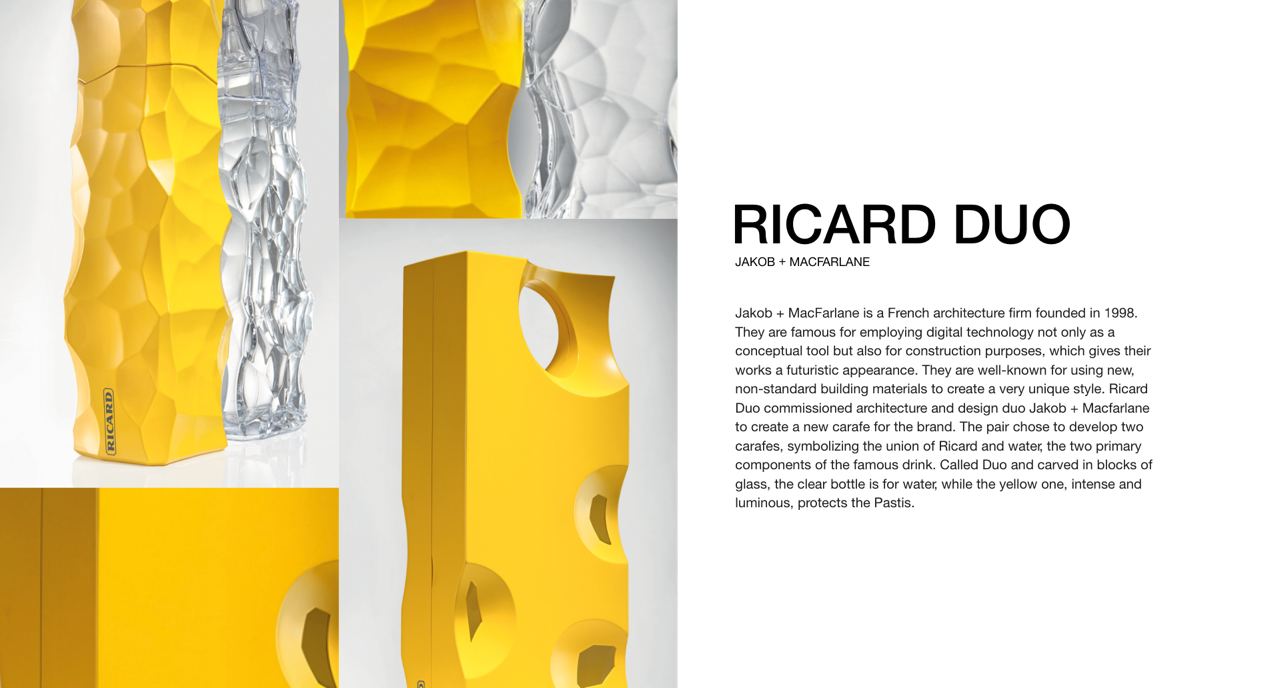 RICARD
RICARD DUO
JAKOB + MACFARLANE
Jakob + MacFarlane is a French architecture firm founded in 1998.
They are famous for employing digital technology not only as a
conceptual tool but also for construction purposes, which gives their
works a futuristic appearance. They are well-known for using new,
non-standard building materials to create a very unique style. Ricard
Duo commissioned architecture and design duo Jakob + Macfarlane
to create a new carafe for the brand. The pair chose to develop two
carafes, symbolizing the union of Ricard and water, the two primary
components of the famous drink. Called Duo and carved in blocks of
glass, the clear bottle is for water, while the yellow one, intense and
luminous, protects the Pastis.